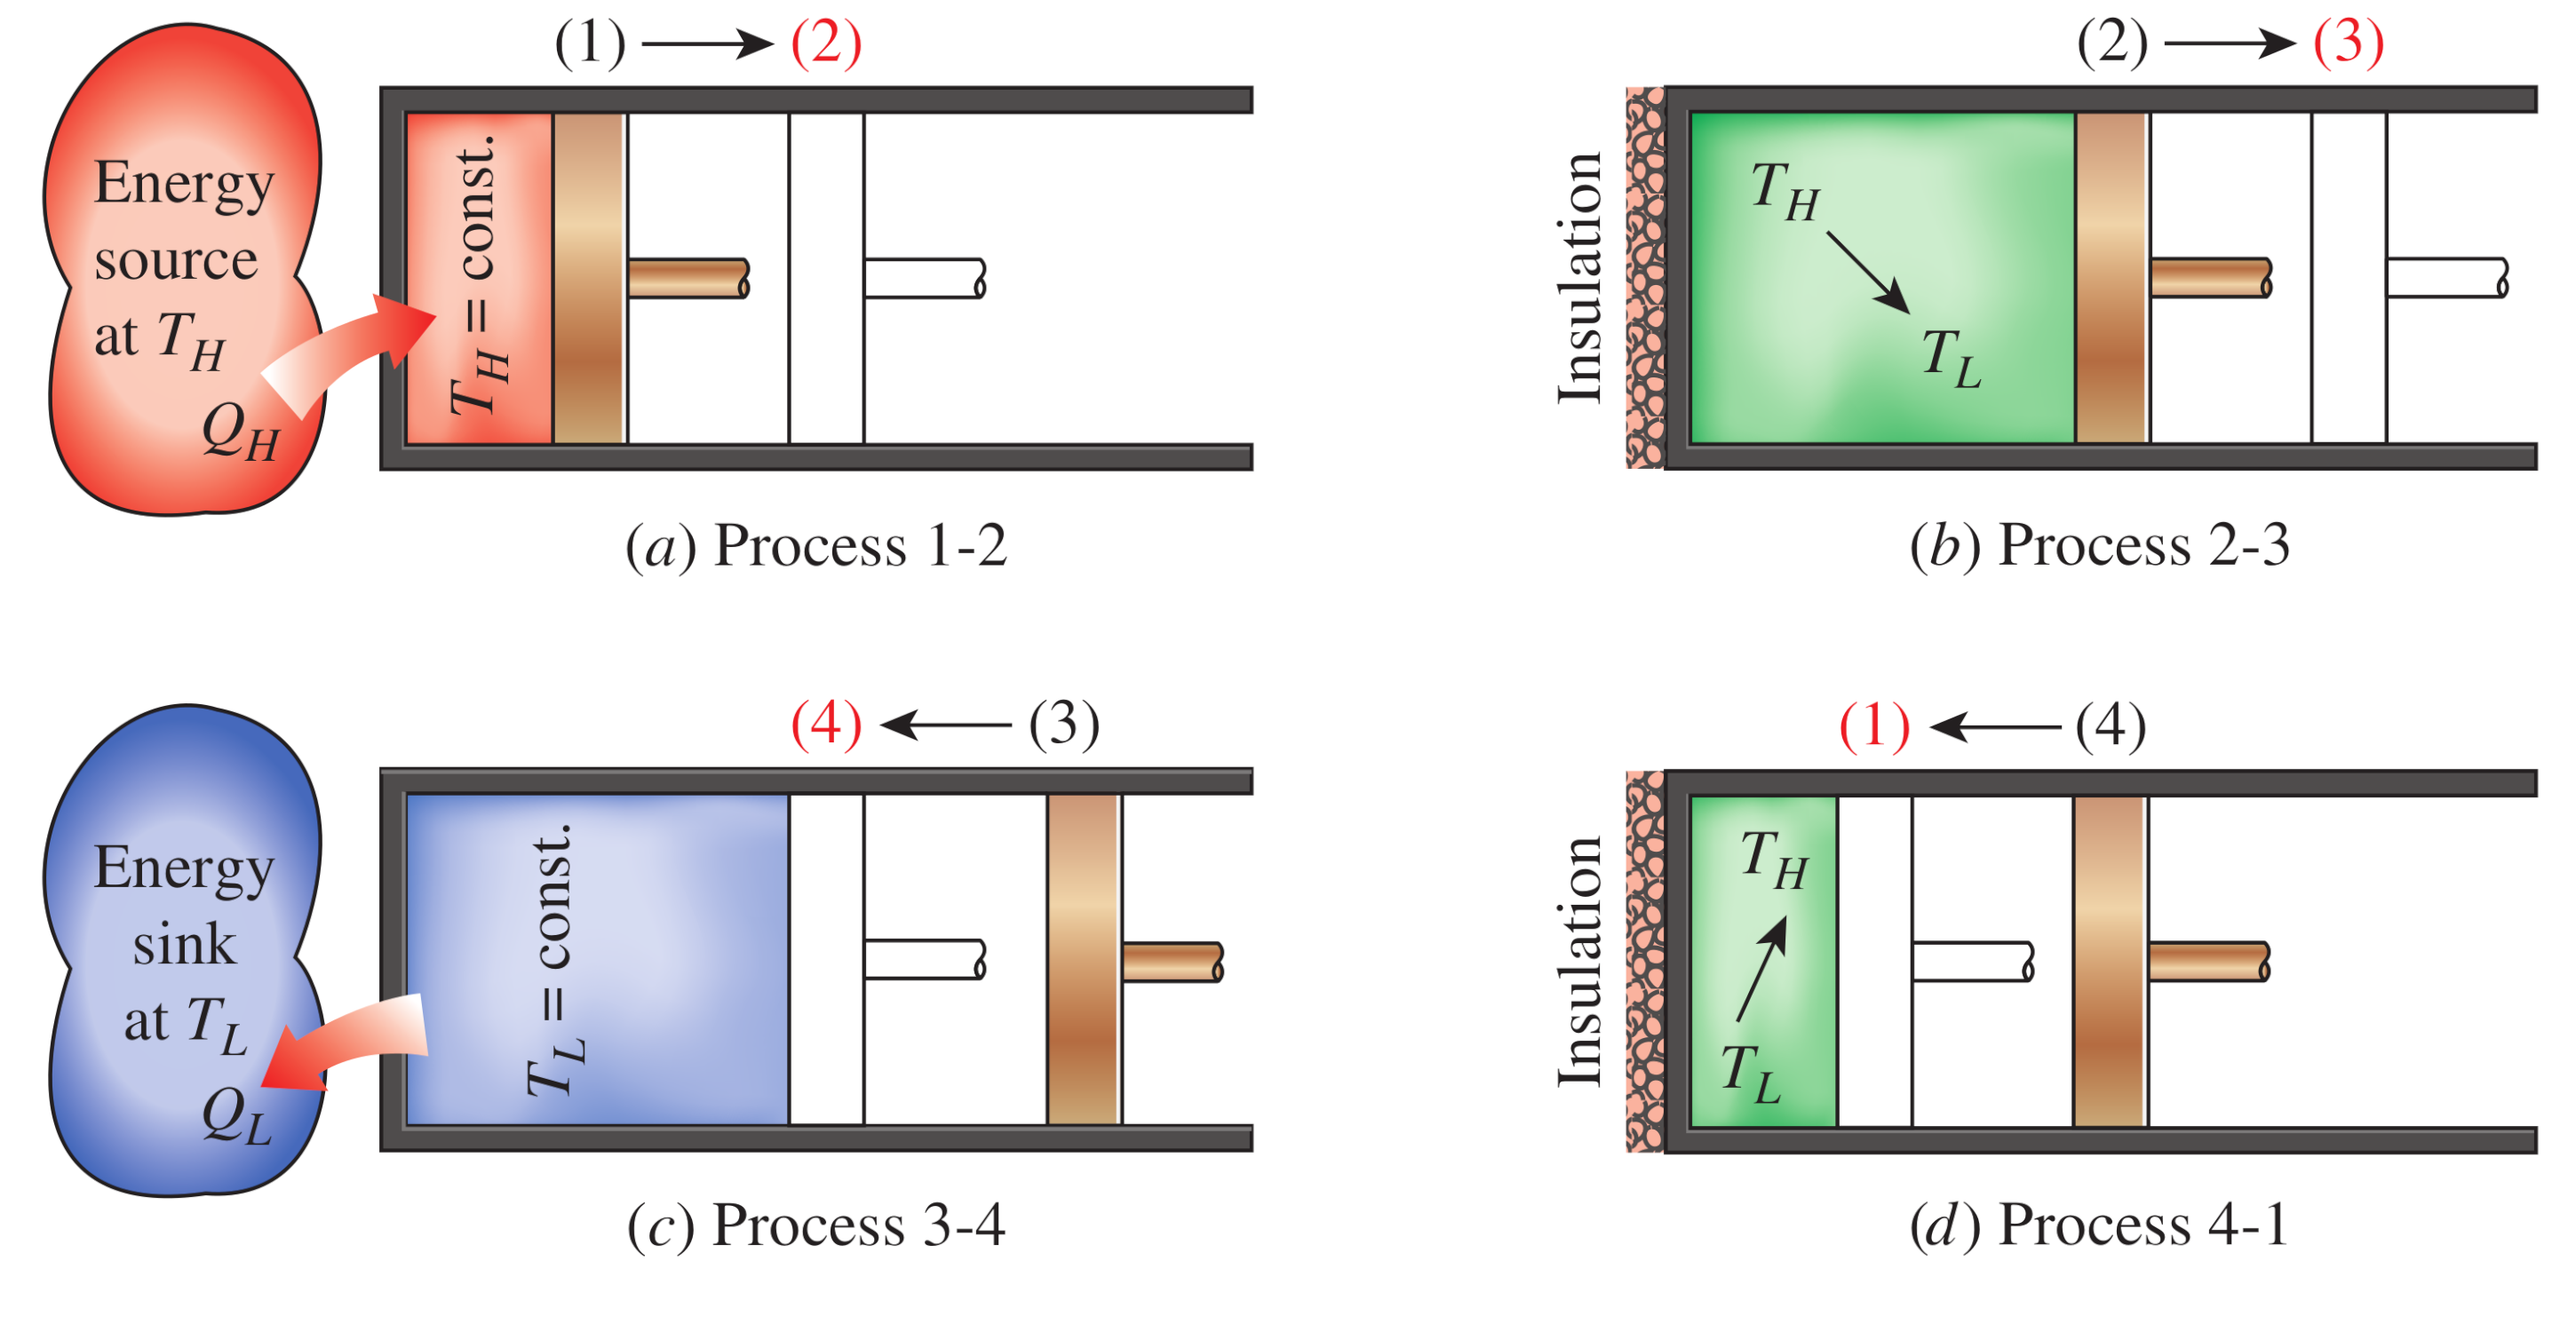 (1) → (2)
Energy
source
at T_H
Q_H
T_H = const.
(a) Process 1-2
(2) → (3)
Insulation
T_H
T_L
(b) Process 2-3
(4) ← (3)
Energy
sink
at T_L
Q_L
T_L = const.
(c) Process 3-4
(1) ← (4)
Insulation
T_H
T_L
(d) Process 4-1